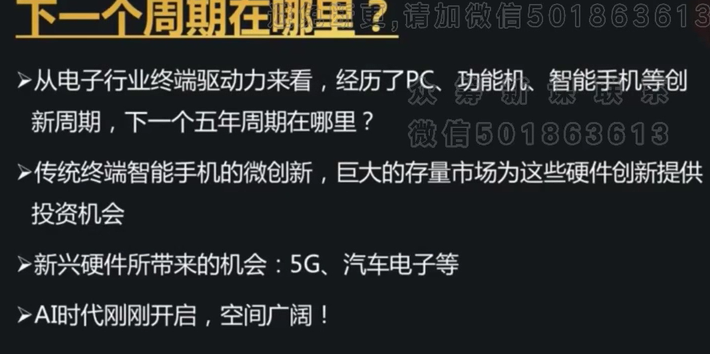 下一个周期在哪里？
请加微信501863613
➢从电子行业终端驱动力来看，经历了PC、功能机、智能手机等创
新周期，下一个五年周期在哪里？
众筹新课联系
微信501863613
➢传统终端智能手机的微创新，巨大的存量市场为这些硬件创新提供
投资机会
➢新兴硬件所带来的机会：5G、汽车电子等
➢AI时代刚刚开启，空间广阔！